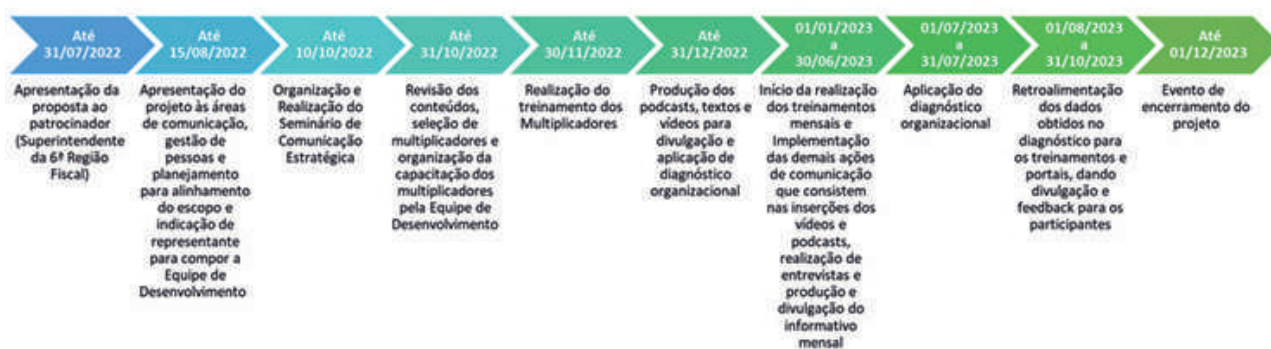 Até
31/07/2022
Apresentação da
proposta ao
patrocinador
(Superintendente
da 6ª Região
Fiscal)
Até
15/08/2022
Apresentação do
projeto às áreas
de comunicação,
gestão de
pessoas e
planejamento
para alinhamento
do escopo e
indicação de
representante
para compor a
Equipe de
Desenvolvimento
Até
10/10/2022
Organização e
Realização do
Seminário de
Comunicação
Estratégica
Até
31/10/2022
Revisão dos
conteúdos,
seleção de
multiplicadores e
organização da
capacitação dos
multiplicadores
pela Equipe de
Desenvolvimento
Até
30/11/2022
Realização do
treinamento dos
Multiplicadores
Até
31/12/2022
Produção dos
podcasts, textos e
vídeos para
divulgação e
aplicação de
diagnóstico
organizacional
01/01/2023
a
30/06/2023
Início da realização
dos treinamentos
mensais e
Implementação
das demais ações
de comunicação
que consistem
nas inserções dos
vídeos e
podcasts,
realização de
entrevistas e
produção e
divulgação do
informativo
mensal
01/07/2023
a
31/07/2023
Aplicação do
diagnóstico
organizacional
01/08/2023
a
31/10/2023
Retroalimentação
dos dados
obtidos no
diagnóstico para
os treinamentos e
portais, dando
divulgação e
feedback para os
participantes
Até
01/12/2023
Evento de
encerramento do
projeto